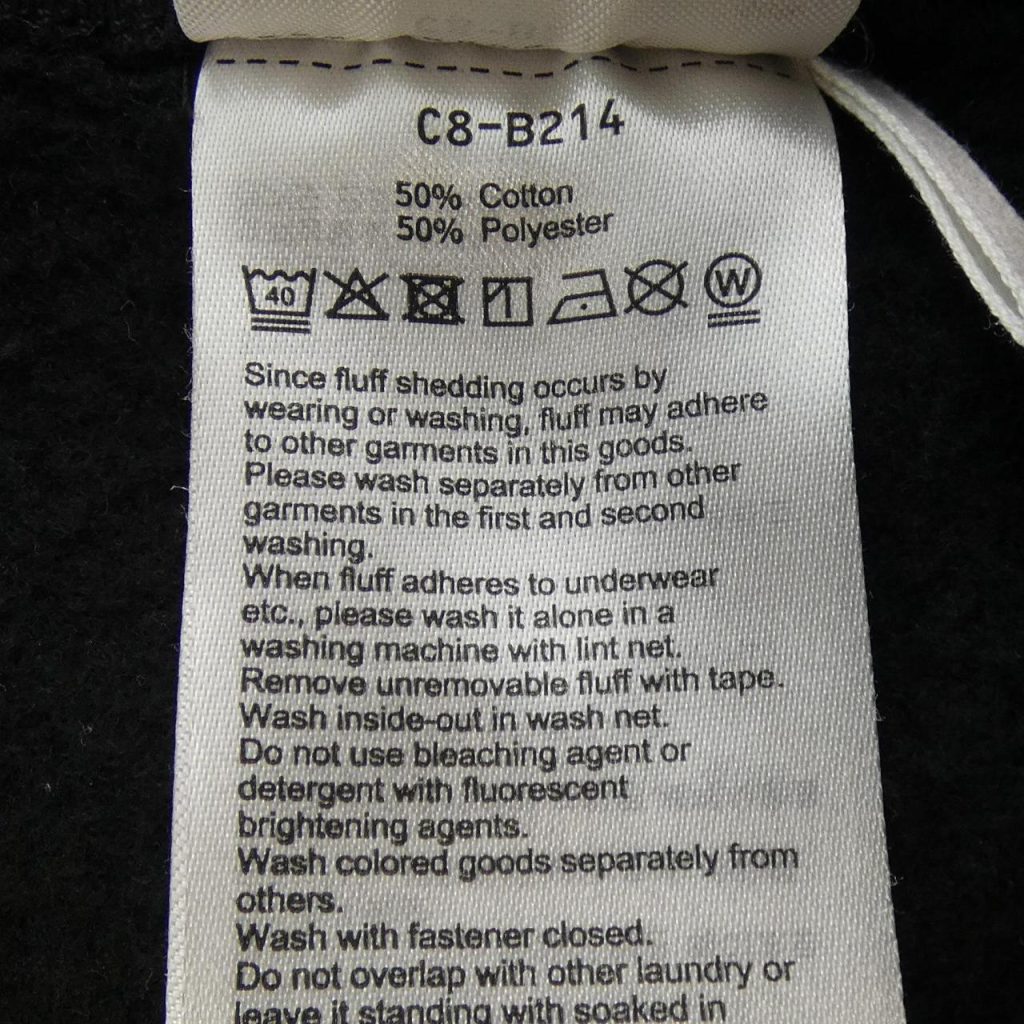 C8-B214
50% Cotton
50% Polyester
40 W
Since fluff shedding occurs by
wearing or washing, fluff may adhere
to other garments in this goods.
Please wash separately from other
garments in the first and second
washing.
When fluff adheres to underwear
etc., please wash it alone in a
washing machine with lint net.
Remove unremovable fluff with tape.
Wash inside-out in wash net.
Do not use bleaching agent or
detergent with fluorescent
brightening agents.
Wash colored goods separately from
others.
Wash with fastener closed.
Do not overlap with other laundry or
leave it standing with soaked in